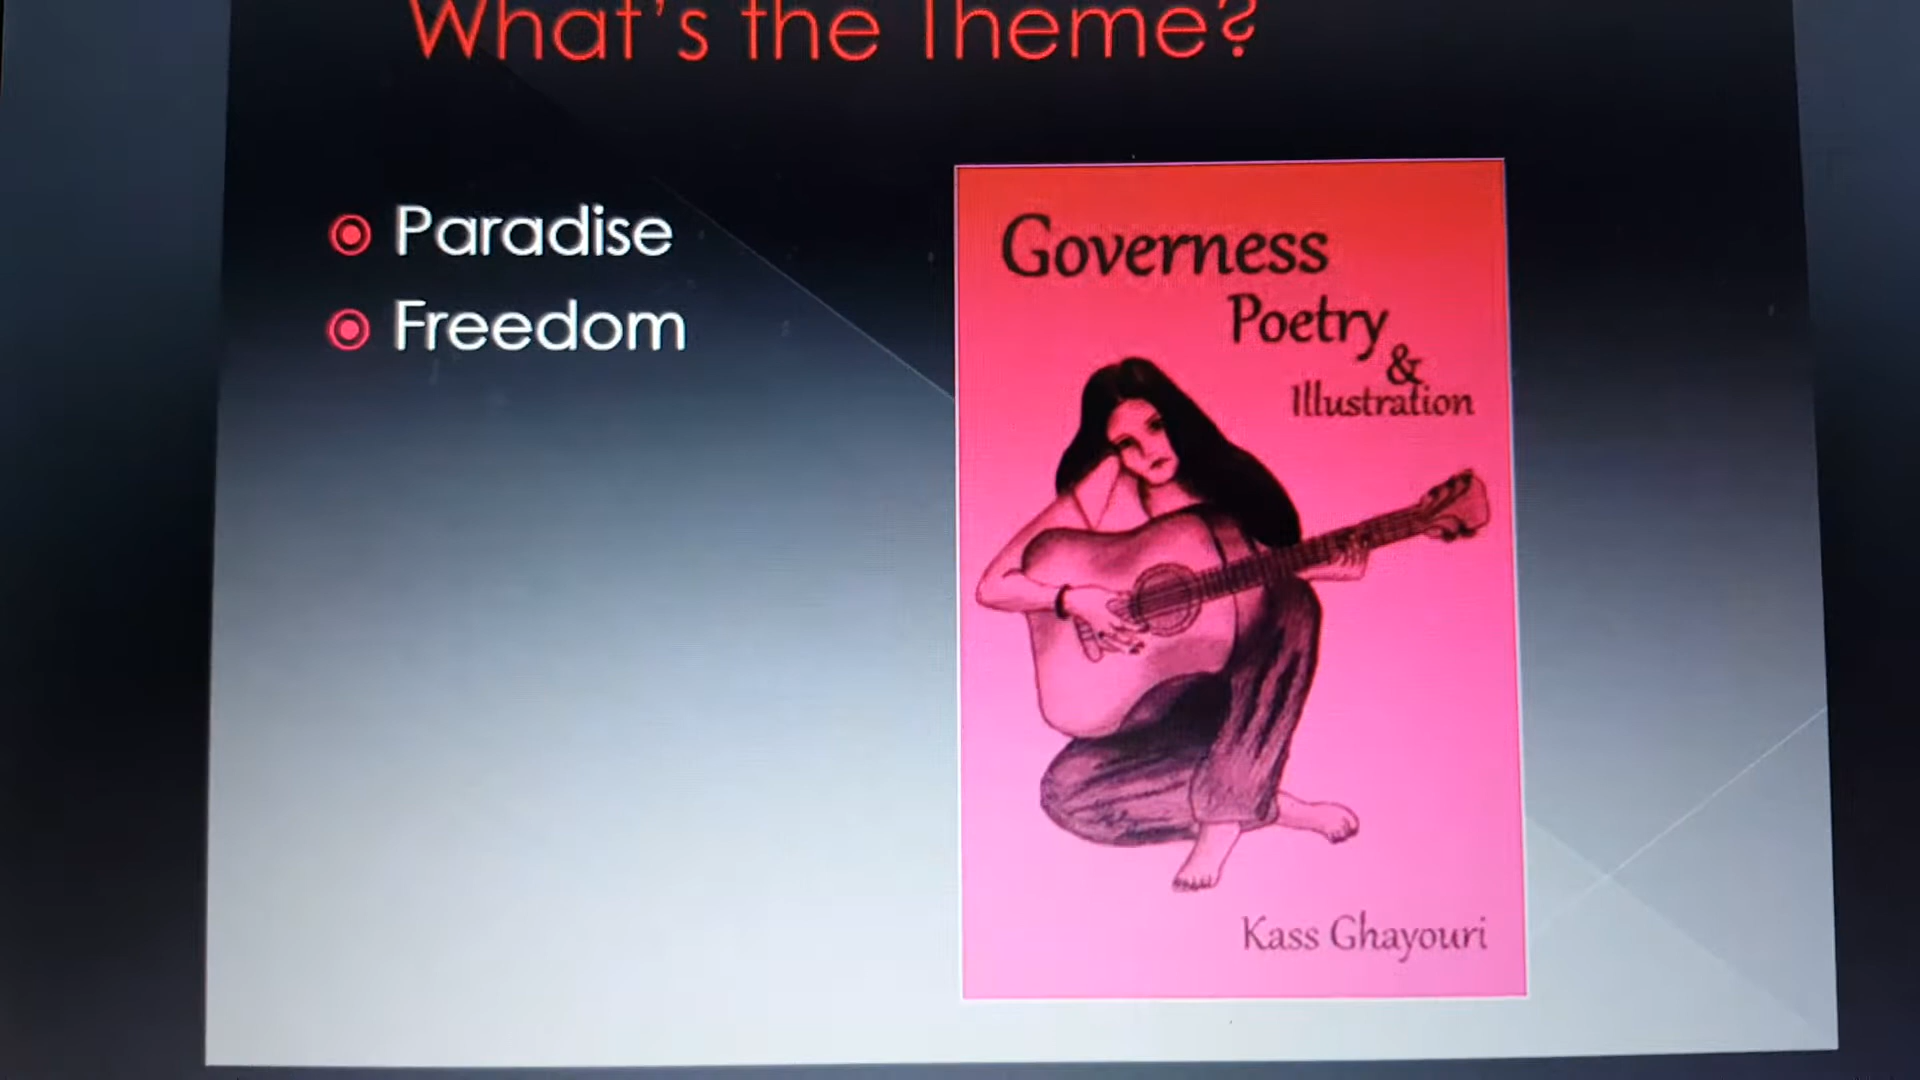 What's the Theme?
Paradise
Freedom
Governess
Poetry
&
Illustration
Kass Ghayouri